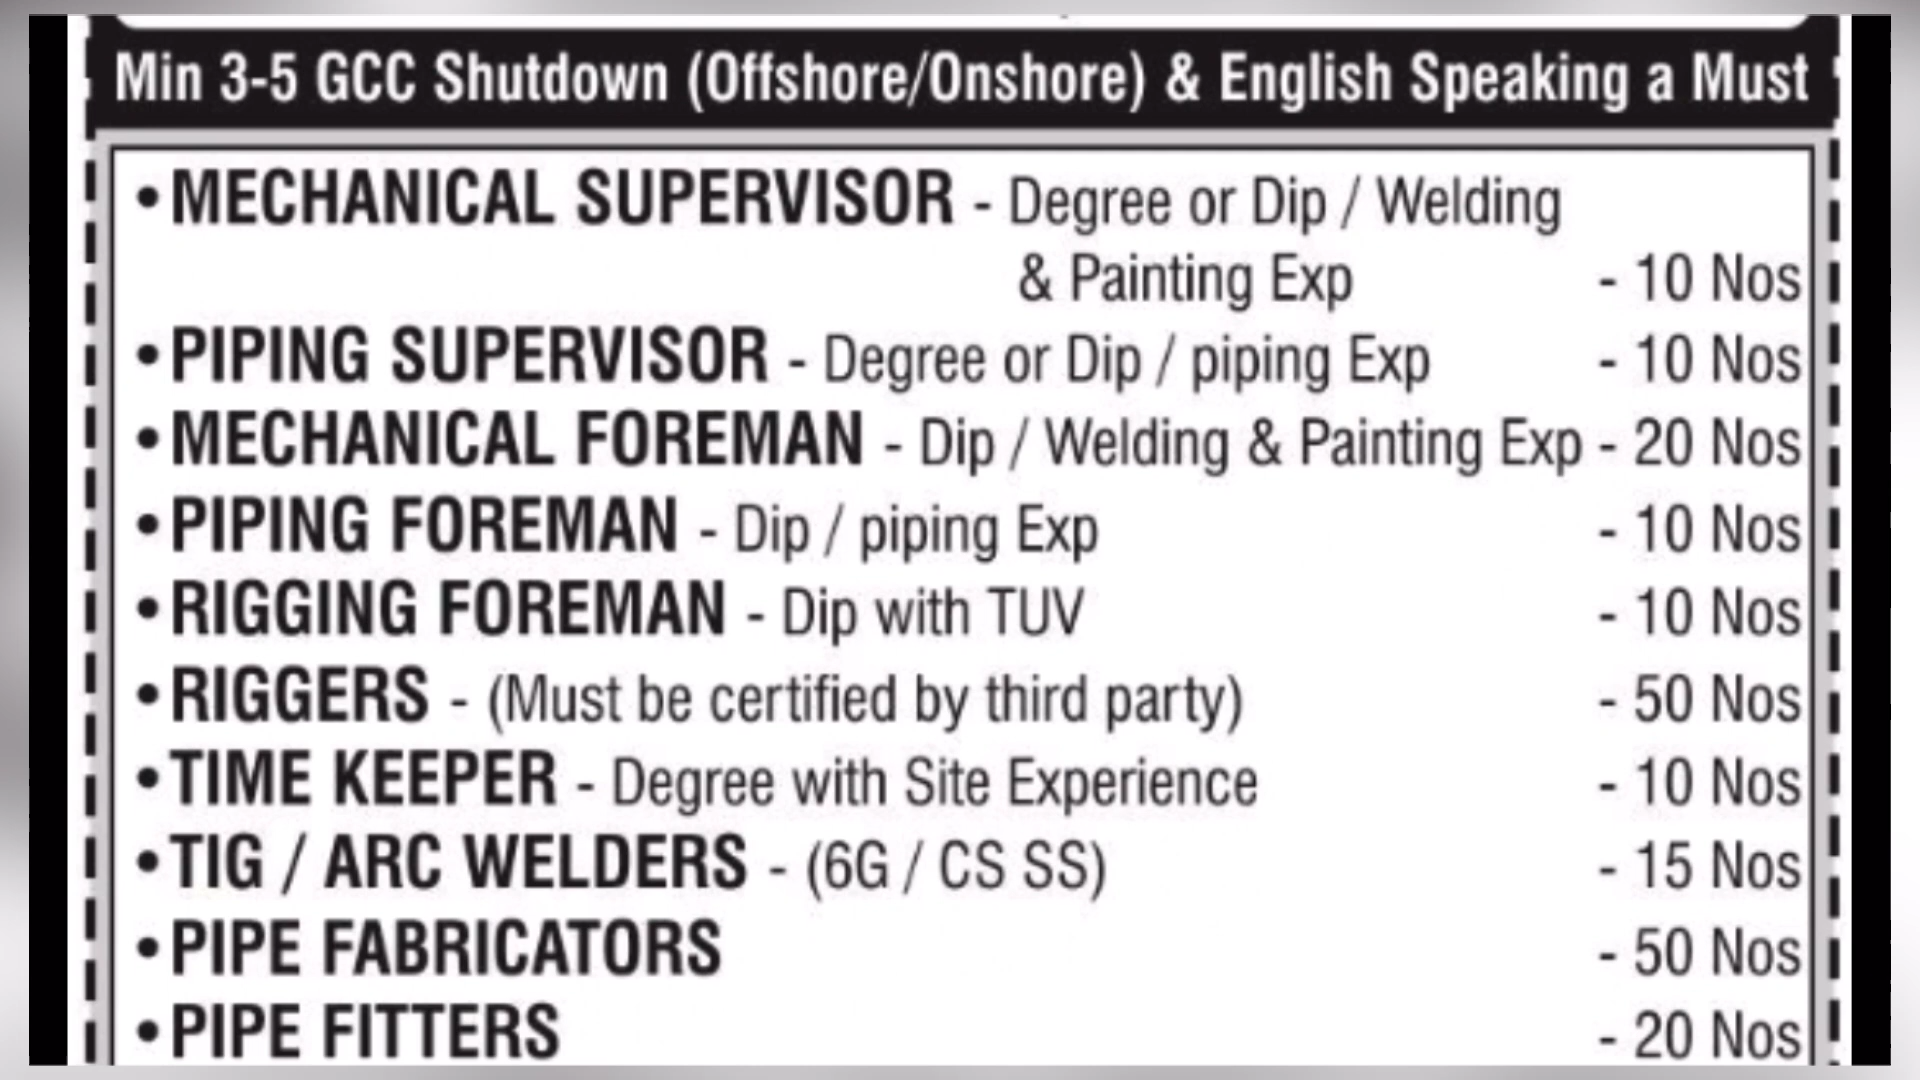 Min 3-5 GCC Shutdown (Offshore/Onshore) & English Speaking a Must
• MECHANICAL SUPERVISOR - Degree or Dip / Welding
& Painting Exp - 10 Nos
• PIPING SUPERVISOR - Degree or Dip / piping Exp - 10 Nos
• MECHANICAL FOREMAN - Dip / Welding & Painting Exp - 20 Nos
• PIPING FOREMAN - Dip / piping Exp - 10 Nos
• RIGGING FOREMAN - Dip with TUV - 10 Nos
• RIGGERS - (Must be certified by third party) - 50 Nos
• TIME KEEPER - Degree with Site Experience - 10 Nos
• TIG / ARC WELDERS - (6G / CS SS) - 15 Nos
• PIPE FABRICATORS - 50 Nos
• PIPE FITTERS - 20 Nos